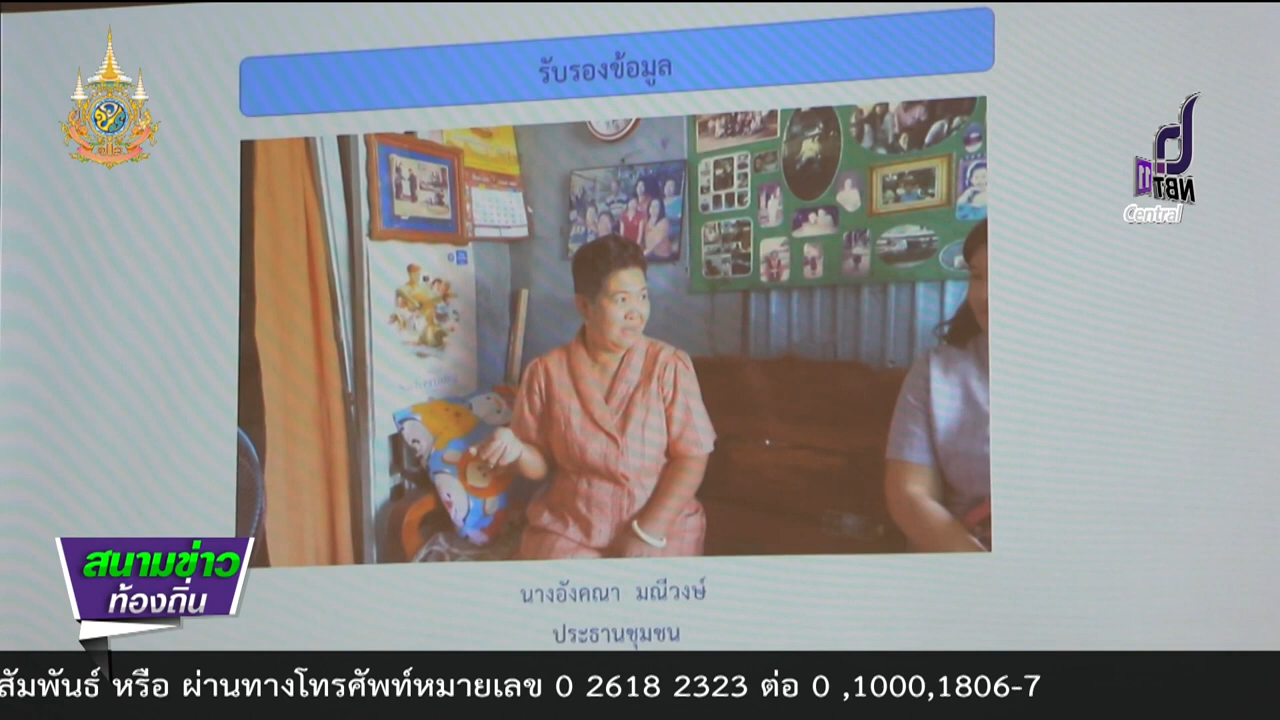 รับรองข้อมูล
NBT
11
Central
นางอังคณา มณีวงษ์
ประธานชุมชน
สนามข่าว
ท้องถิ่น
สัมพันธ์ หรือ ผ่านทางโทรศัพท์หมายเลข 0 2618 2323 ต่อ 0 ,1000,1806-7